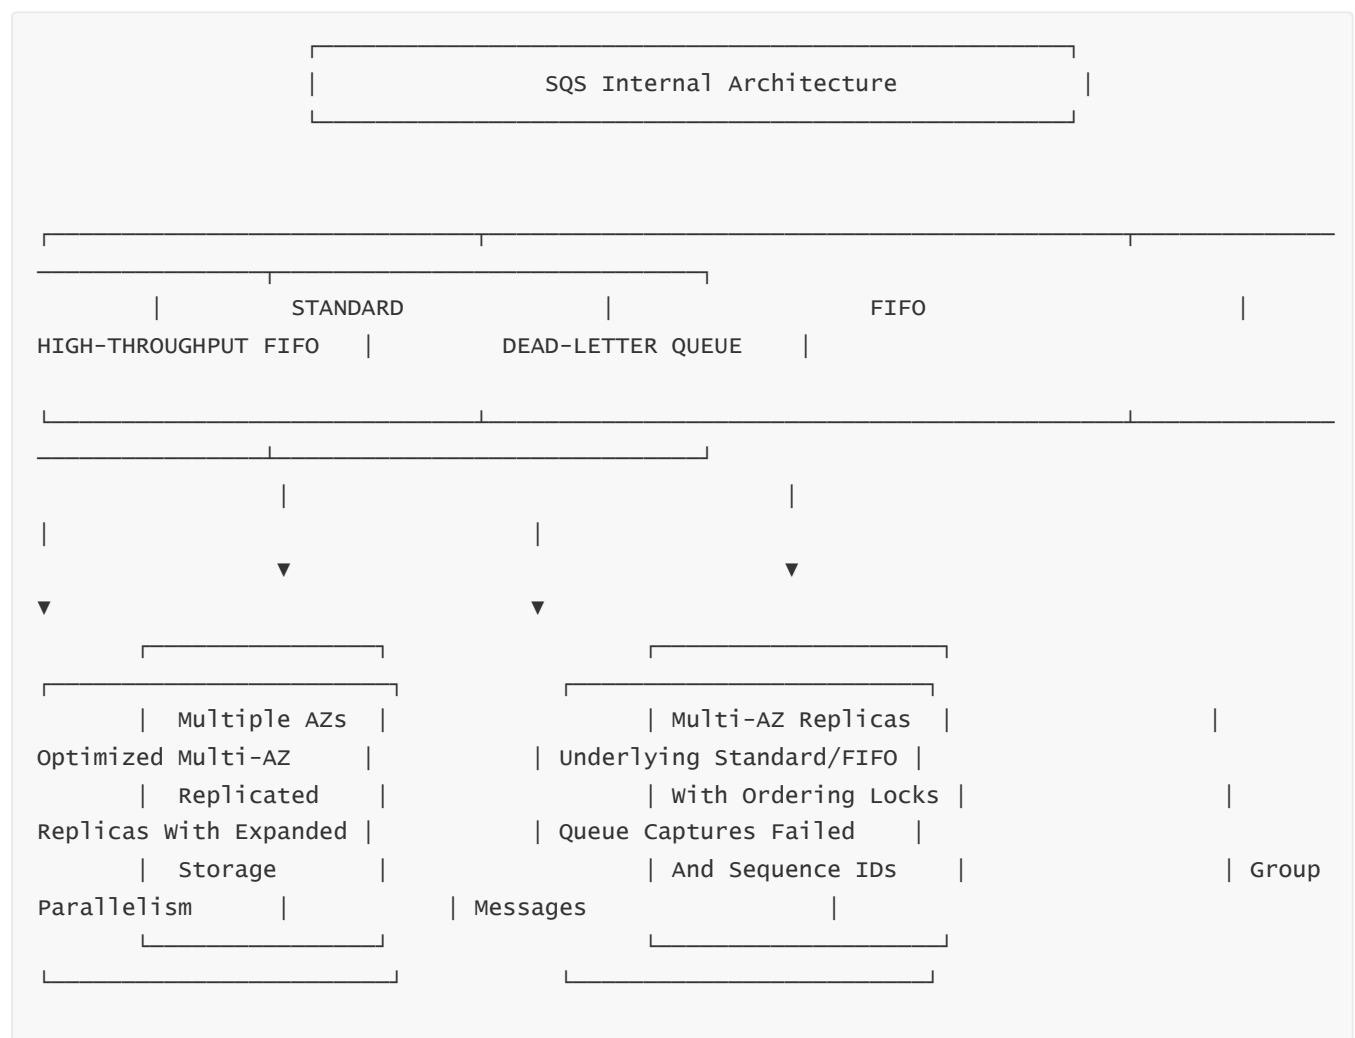 SQS Internal Architecture
STANDARD FIFO
HIGH-THROUGHPUT FIFO DEAD-LETTER QUEUE
Multiple AZs Multi-AZ Replicas
Optimized Multi-AZ Underlying Standard/FIFO
Replicated With Ordering Locks
Replicas With Expanded Queue Captures Failed
Storage And Sequence IDs Group
Parallelism Messages